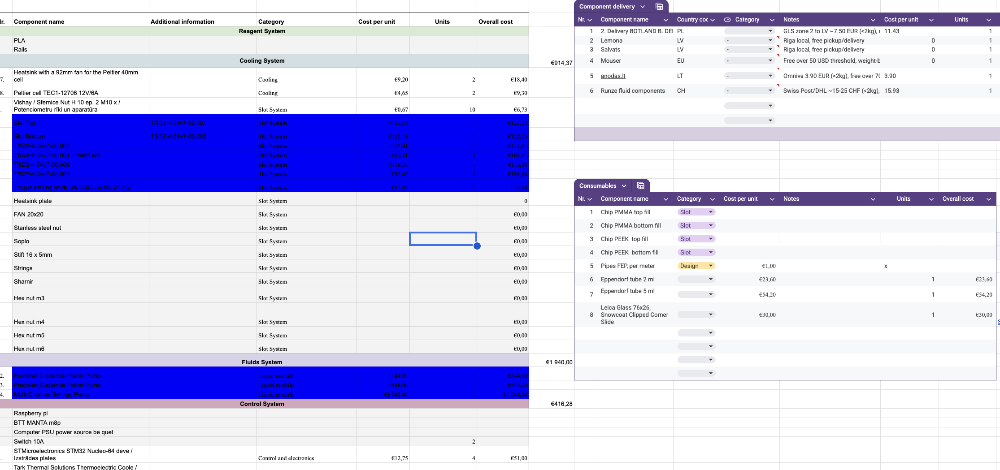 Ir. Component name Additional information Category Cost per unit Units Overall cost
Reagent System
PLA
Rails
Cooling System €914,37
Heatsink with a 92mm fan for the Peltier 40mm
7. cell Cooling €9,20 2 €18,40
8. Peltier cell TEC1-12706 12V/6A Cooling €4,65 2 €9,30
Vishay / Sfernice Nut H 10 ep. 2 M10 x /
. Potenciometru rīki un aparatūra Slot System €0,67 10 €6,73
Slot Top TSD2-4-04v7-00,001 Slot System €122,23 1 €122,23
Slot Bottom TSD2-4-04v7-00,002 Slot System €122,13 1 €122,13
TSD2-4-04v7-00,003 Slot System €117,01 1 €117,01
TSD2-4-04v7-00,004 - Insert M6 Slot System €92,21 2 €184,41
TSD2-4-04v7-00,006 Slot System €116,30 1 €116,30
TSD2-4-04v7-00,005 Slot System €92,43 2 €184,86
Torque limiting knob GN 3663-34-M6-20-2.2 Slot System €33,00 1 €33,00
Heatsink plate Slot System 0
FAN 20x20 Slot System €0,00
Stanless steel nut Slot System €0,00
Soplo Slot System €0,00
Stift 16 x 5mm Slot System €0,00
Strings Slot System €0,00
Sharnir Slot System €0,00
Hex nut m3 Slot System €0,00
Hex nut m4 Slot System €0,00
Hex nut m5 Slot System €0,00
Hex nut m6 Slot System €0,00
Fluids System €1 940,00
2. Precision Dispense Piston Pump Liquid module €344,00 1 €344,00
3. Precision Dispense Piston Pump Liquid module €548,00 1 €548,00
4. Multi Channel Syringe Pump Liquid module €1 048,00 1 €1 048,00
Control System €416,28
Raspberry pi
BTT MANTA m8p
Computer PSU power source be quet
Switch 10A 2
STMicroelectronics STM32 Nucleo-64 deve /
. Izstrādes plates Control and electronics €12,75 4 €51,00
Tark Thermal Solutions Thermoelectric Coole /
Component delivery
Nr. Component name Country coc Category Notes Cost per unit Units
1 2. Delivery BOTLAND B. DEI PL GLS zone 2 to LV ~7.50 EUR (<2kg), 11.43 1
2 Lemona LV - Riga local, free pickup/delivery 0 1
3 Salvats LV - Riga local, free pickup/delivery 0 1
4 Mouser EU - Free over 50 USD threshold, weight-b 0 1
5 anodas.lt LT - Omniva 3.90 EUR (<2kg), free over 70 3.90 1
6 Runze fluid components CH - Swiss Post/DHL ~15-25 CHF (<2kg), 15.93 1
Consumables
Nr. Component name Category Cost per unit Notes Units Overall cost
1 Chip PMMA top fill Slot
2 Chip PMMA bottom fill Slot
3 Chip PEEK top fill Slot
4 Chip PEEK bottom fill Slot
5 Pipes FEP, per meter Design €1,00 x
6 Eppendorf tube 2 ml €23,60 1 €23,60
7 Eppendorf tube 5 ml €54,20 1 €54,20
Leica Glass 76x26,
8 Snowcoat Clipped Corner €30,00 1 €30,00
Slide